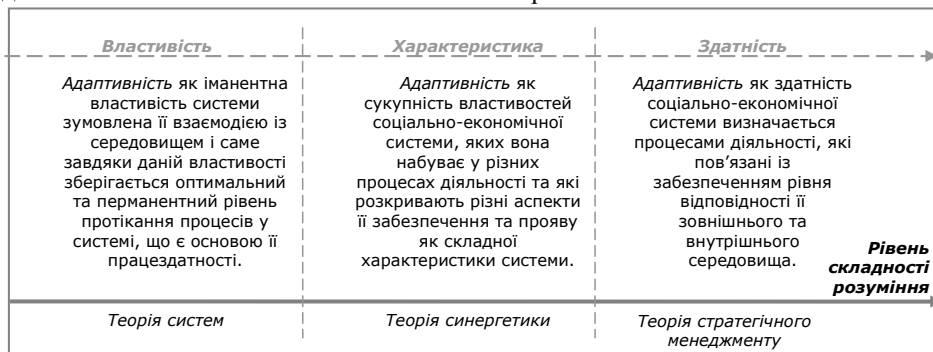 Властивість
Характеристика
Здатність
Адаптивність як іманентна
властивість системи
зумовлена її взаємодією із
середовищем і саме
завдяки даній властивості
зберігається оптимальний
та перманентний рівень
протікання процесів у
системі, що є основою її
працездатності.
Адаптивність як
сукупність властивостей
соціально-економічної
системи, яких вона
набуває у різних
процесах діяльності та які
розкривають різні аспекти
її забезпечення та прояву
як складної
характеристики системи.
Адаптивність як здатність
соціально-економічної
системи визначається
процесами діяльності, які
пов’язані із
забезпеченням рівня
відповідності її
зовнішнього та
внутрішнього
середовища.
Рівень
складності
розуміння
Теорія систем
Теорія синергетики
Теорія стратегічного
менеджменту